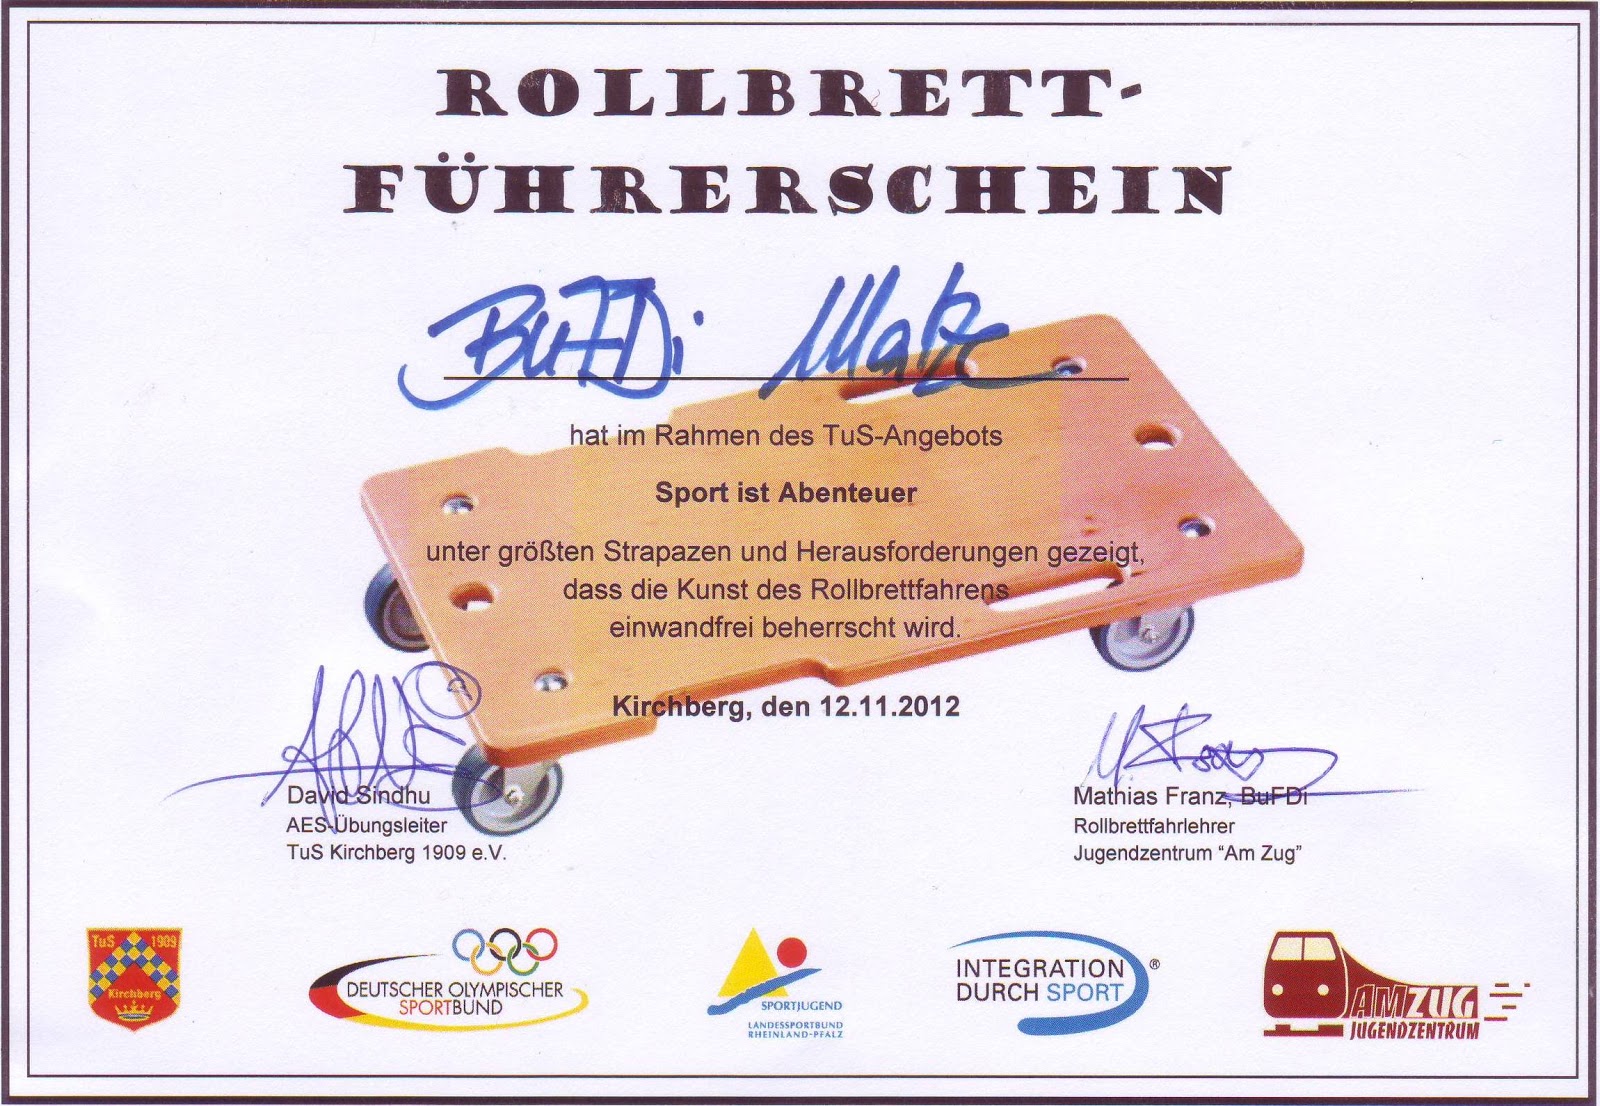 ROLLBRETT-
FÜHRERSCHEIN
BuFDi Matze
hat im Rahmen des TuS-Angebots
Sport ist Abenteuer
unter größten Strapazen und Herausforderungen gezeigt,
dass die Kunst des Rollbrettfahrens
einwandfrei beherrscht wird.
Kirchberg, den 12.11.2012
David Sindhu
AES-Übungsleiter
TuS Kirchberg 1909 e.V.
Mathias Franz, BuFDi
Rollbrettfahrlehrer
Jugendzentrum “Am Zug”
TuS 1909
Kirchberg
DEUTSCHER OLYMPISCHER
SPORTBUND
SPORTJUGEND
LANDESSPORTBUND
RHEINLAND-PFALZ
INTEGRATION
DURCH SPORT ®
AMZUG
JUGENDZENTRUM